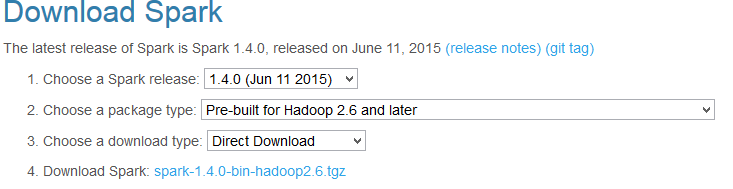 Download Spark
The latest release of Spark is Spark 1.4.0, released on June 11, 2015 (release notes) (git tag)
1. Choose a Spark release: 1.4.0 (Jun 11 2015)
2. Choose a package type: Pre-built for Hadoop 2.6 and later
3. Choose a download type: Direct Download
4. Download Spark: spark-1.4.0-bin-hadoop2.6.tgz